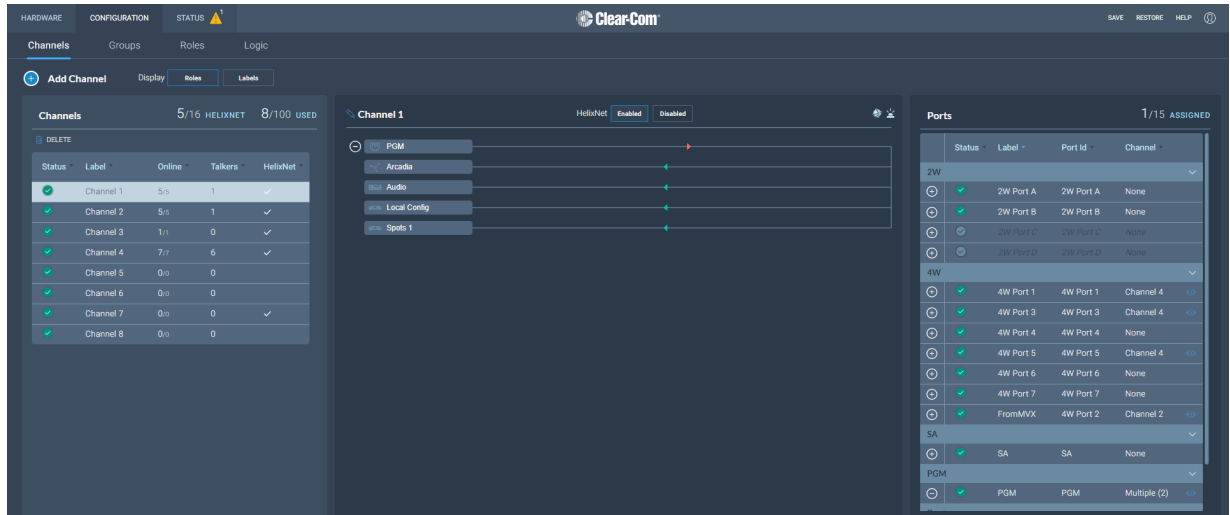 HARDWARE CONFIGURATION STATUS 1 Clear-Com SAVE RESTORE HELP
Channels Groups Roles Logic
Add Channel Display Roles Labels
Channels 5/16 HELIXNET 8/100 USED
DELETE
Status Label Online Talkers HelixNet
Channel 1 5/5 1
Channel 2 5/5 1
Channel 3 1/1 0
Channel 4 7/7 6
Channel 5 0/0 0
Channel 6 0/0 0
Channel 7 0/0 0
Channel 8 0/0 0
Channel 1 HelixNet Enabled Disabled
PGM
Arcadia
Audio
Local Config
Spots 1
Ports 1/15 ASSIGNED
Status Label Port Id Channel
2W
2W Port A 2W Port A None
2W Port B 2W Port B None
2W Port C 2W Port C None
2W Port D 2W Port D None
4W
4W Port 1 4W Port 1 Channel 4
4W Port 3 4W Port 3 Channel 4
4W Port 4 4W Port 4 None
4W Port 5 4W Port 5 Channel 4
4W Port 6 4W Port 6 None
4W Port 7 4W Port 7 None
FromMVX 4W Port 2 Channel 2
SA
SA SA None
PGM
PGM PGM Multiple (2)